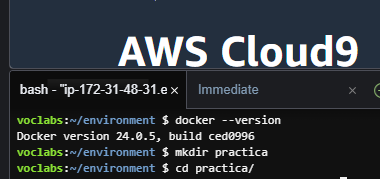 AWS Cloud9
bash - "ip-172-31-48-31.e × Immediate ×
voclabs:~/environment $ docker --version
Docker version 24.0.5, build ced0996
voclabs:~/environment $ mkdir practica
voclabs:~/environment $ cd practica/